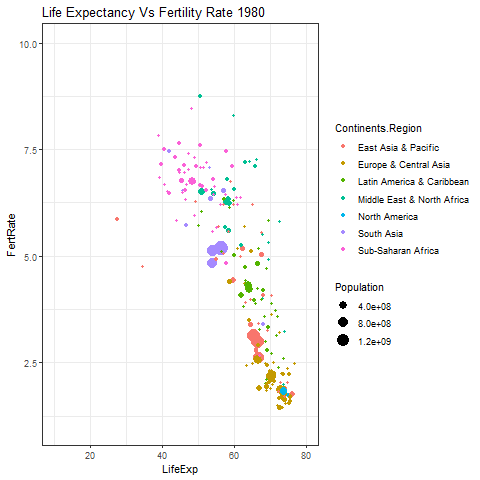 Life Expectancy Vs Fertility Rate 1980
10.0
7.5
5.0
2.5
FertRate
20
40
60
80
LifeExp
Continents.Region
East Asia & Pacific
Europe & Central Asia
Latin America & Caribbean
Middle East & North Africa
North America
South Asia
Sub-Saharan Africa
Population
4.0e+08
8.0e+08
1.2e+09